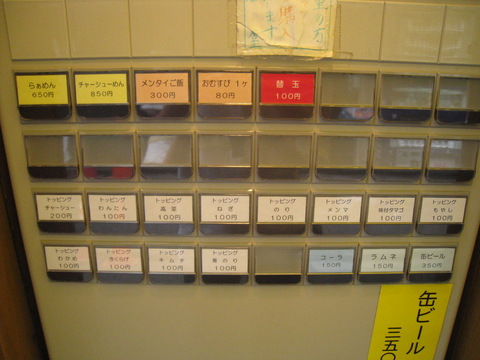 らぁめん
650円
チャーシューめん
850円
メンタイご飯
300円
おむすび 1ヶ
80円
替玉
100円
トッピング
チャーシュー
200円
トッピング
わんたん
100円
トッピング
高菜
100円
トッピング
ねぎ
100円
トッピング
のり
100円
トッピング
メンマ
100円
トッピング
味付タマゴ
100円
トッピング
もやし
100円
トッピング
わかめ
100円
トッピング
きくらげ
100円
トッピング
キムチ
100円
トッピング
青のり
100円
コーラ
150円
ラムネ
150円
缶ビール
350円
缶ビール
三五〇